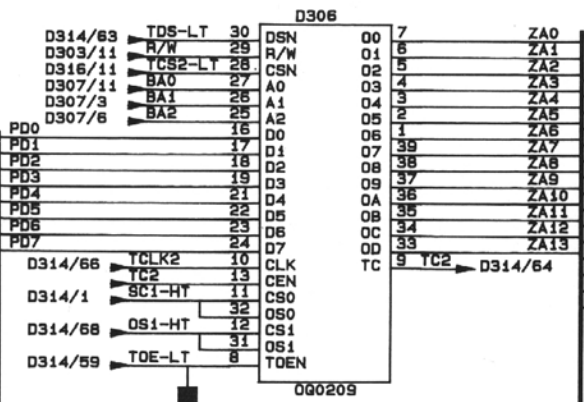 D306
D314/63 TDS-LT 30 DSN O0 7 ZA0
D303/11 R/W 29 R/W O1 6 ZA1
D316/11 TCS2-LT 28 CSN O2 5 ZA2
D307/11 BA0 27 A0 O3 4 ZA3
D307/3 BA1 26 A1 O4 3 ZA4
D307/6 BA2 25 A2 O5 2 ZA5
PD0 16 D0 O6 1 ZA6
PD1 17 D1 O7 39 ZA7
PD2 18 D2 O8 38 ZA8
PD3 19 D3 O9 37 ZA9
PD4 21 D4 OA 36 ZA10
PD5 22 D5 OB 35 ZA11
PD6 23 D6 OC 34 ZA12
PD7 24 D7 OD 33 ZA13
D314/66 TCLK2 10 CLK TC 9 TC2 D314/64
TC2 13 CEN
D314/1 SC1-HT 11 CS0
32 OS0
D314/68 OS1-HT 12 CS1
31 OS1
D314/59 TOE-LT 8 TOEN
OQ0209